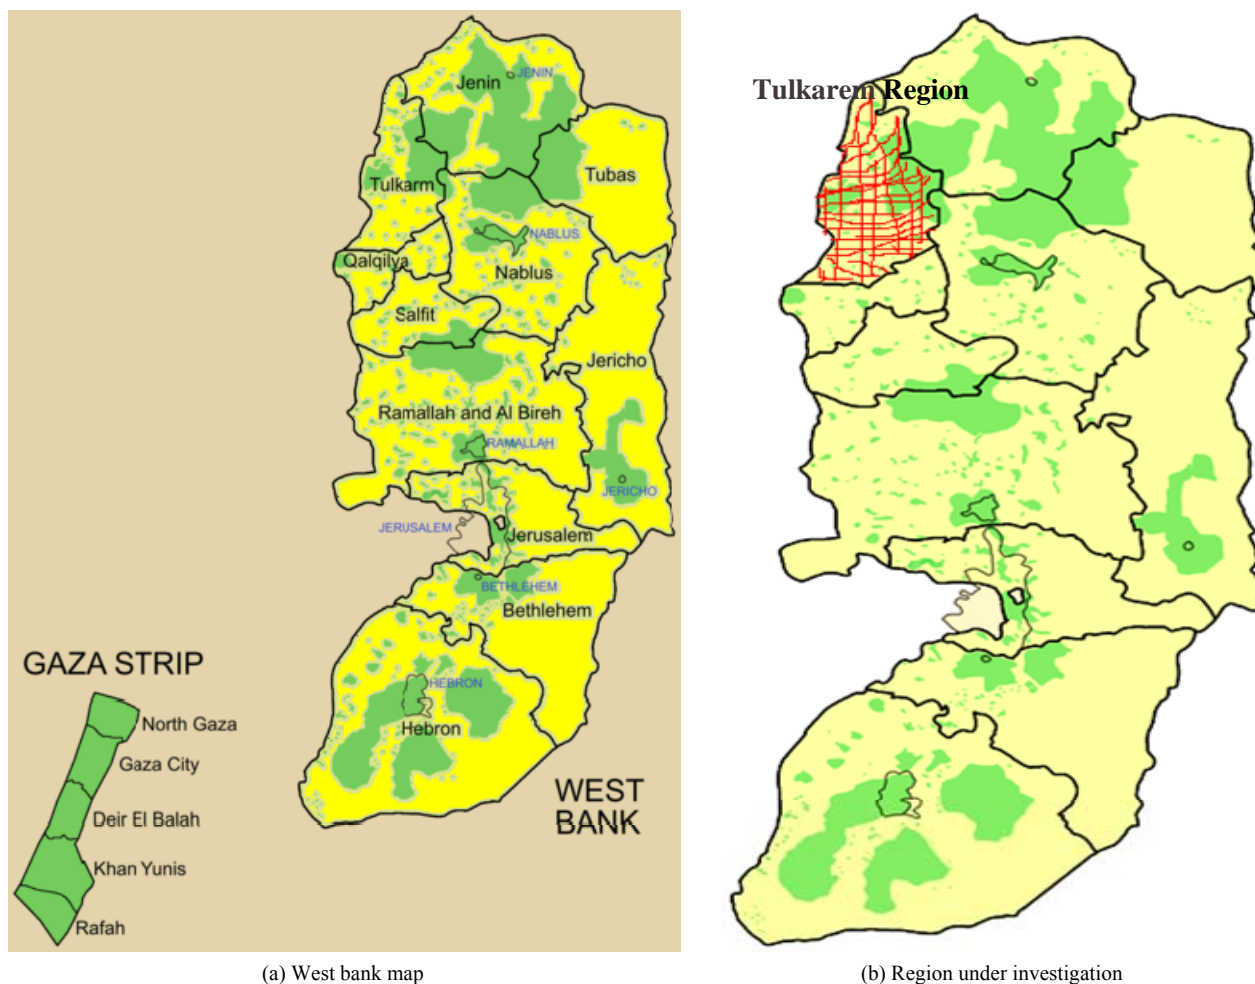 JENIN
Jenin
Tubas
Tulkarm
NABLUS
Qalqilya
Nablus
Salfit
Jericho
Ramallah and Al Bireh
RAMALLAH
JERICHO
JERUSALEM
Jerusalem
BETHLEHEM
Bethlehem
HEBRON
Hebron
GAZA STRIP
North Gaza
Gaza City
Deir El Balah
Khan Yunis
Rafah
WEST
BANK
(a) West bank map
Tulkarem Region
(b) Region under investigation